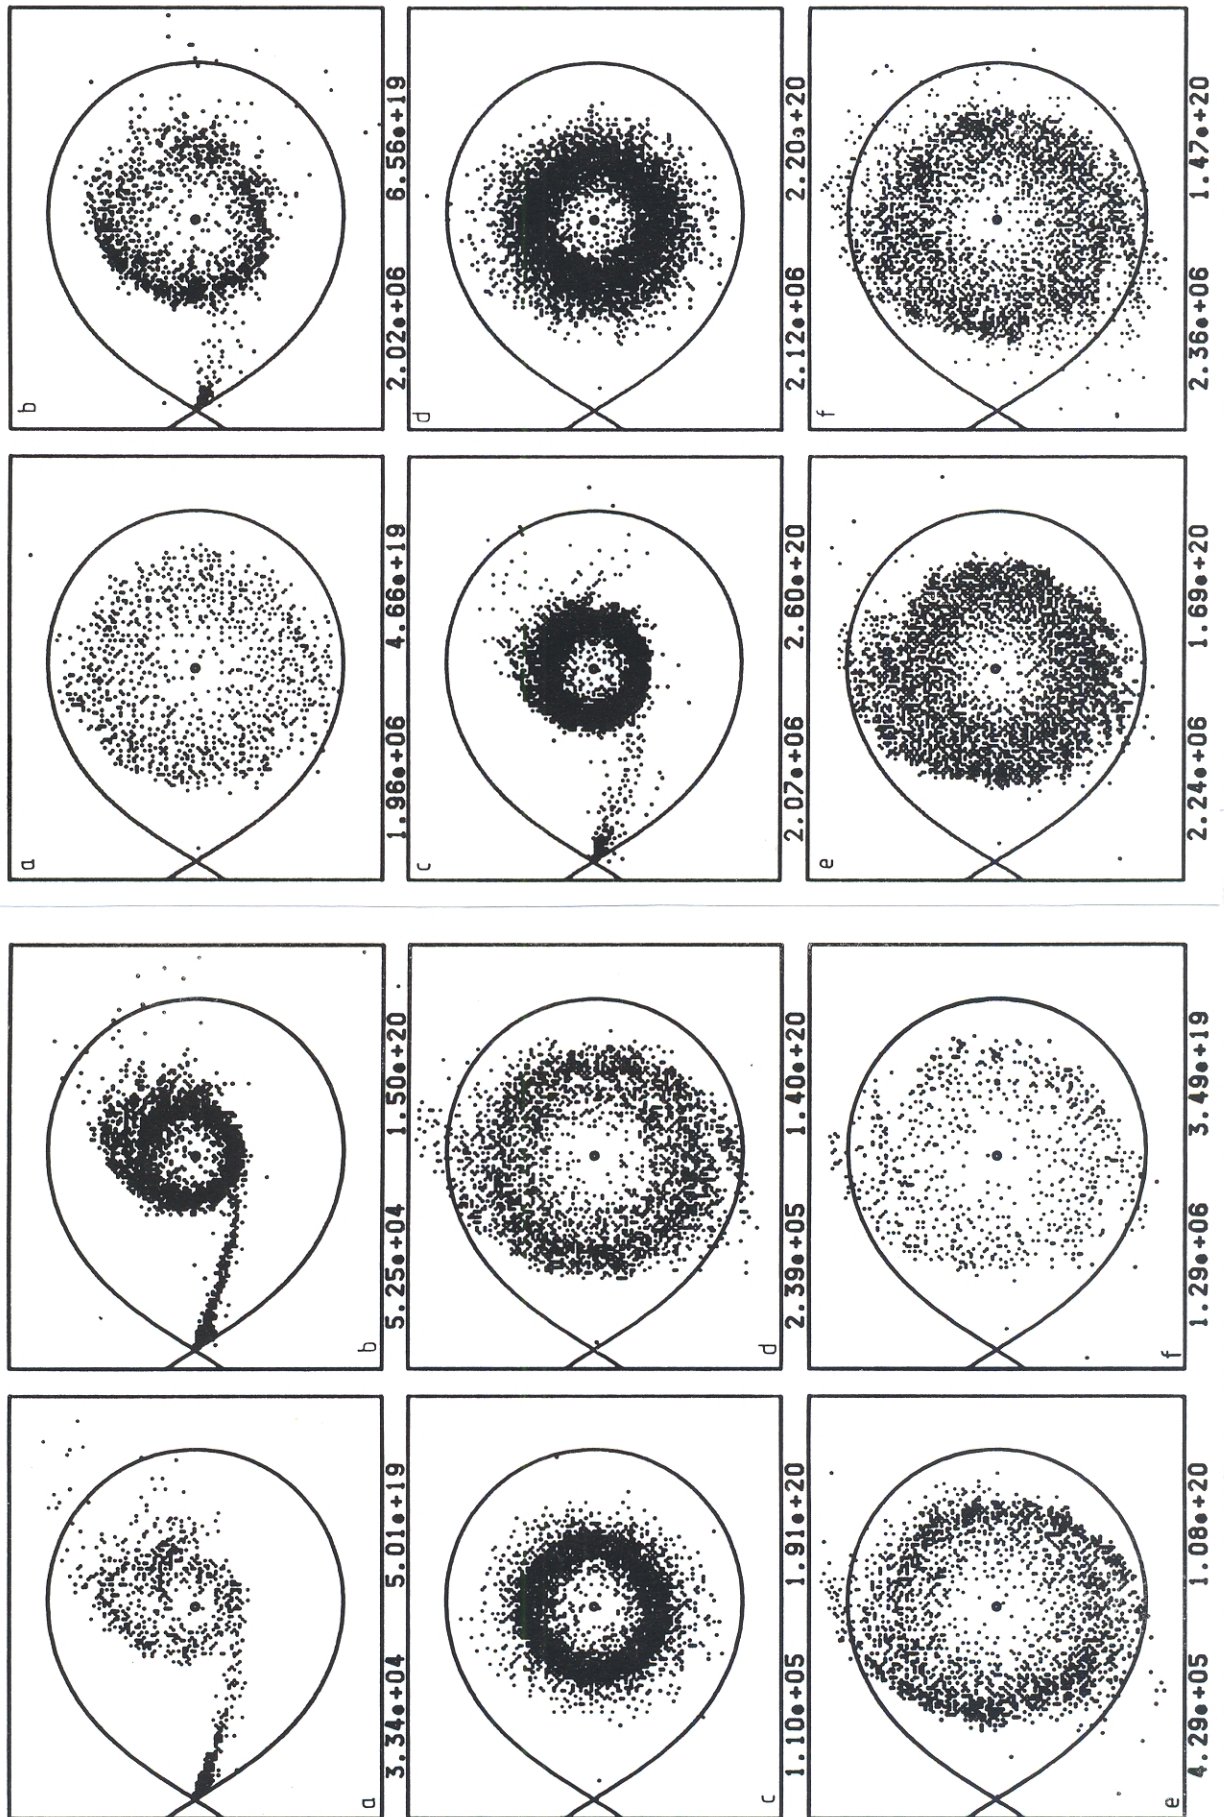 b
2.02e+06 6.56e+19
d
2.12e+06 2.20e+20
f
2.36e+06 1.47e+20
a
1.96e+06 4.66e+19
c
2.07e+06 2.60e+20
e
2.24e+06 1.69e+20
b
5.25e+04 1.50e+20
d
2.39e+05 1.40e+20
f
1.29e+06 3.49e+19
a
3.34e+04 5.01e+19
c
1.10e+05 1.91e+20
e
4.29e+05 1.08e+20